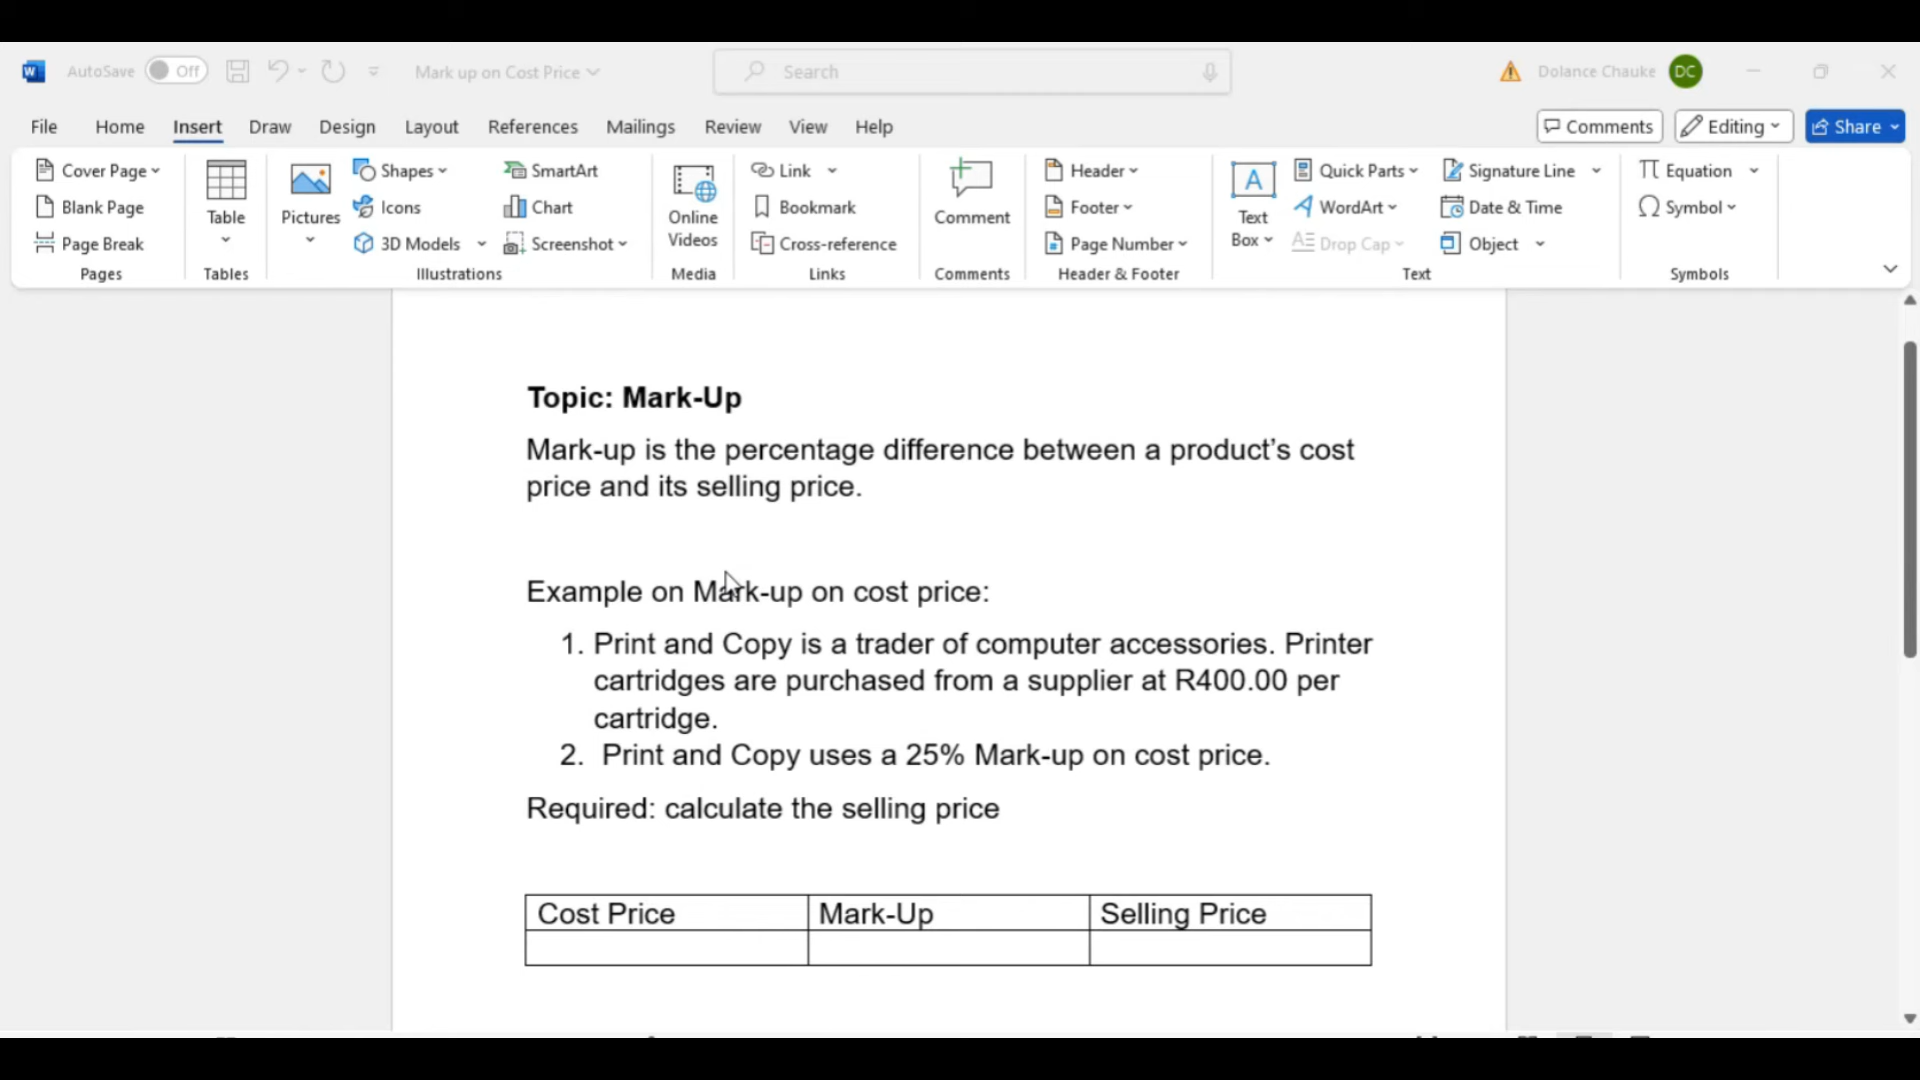 AutoSave Off Mark up on Cost Price Search Dolance Chauke DC
File Home Insert Draw Design Layout References Mailings Review View Help Comments Editing Share
Cover Page
Blank Page
Page Break
Pages
Table
Tables
Pictures
Shapes
Icons
3D Models
SmartArt
Chart
Screenshot
Illustrations
Online
Videos
Media
Link
Bookmark
Cross-reference
Links
Comment
Comments
Header
Footer
Page Number
Header & Footer
Text
Box
Quick Parts
WordArt
Drop Cap
Signature Line
Date & Time
Object
Text
Equation
Symbol
Symbols
Topic: Mark-Up
Mark-up is the percentage difference between a product’s cost
price and its selling price.
Example on Mark-up on cost price:
1. Print and Copy is a trader of computer accessories. Printer
cartridges are purchased from a supplier at R400.00 per
cartridge.
2. Print and Copy uses a 25% Mark-up on cost price.
Required: calculate the selling price
Cost Price Mark-Up Selling Price